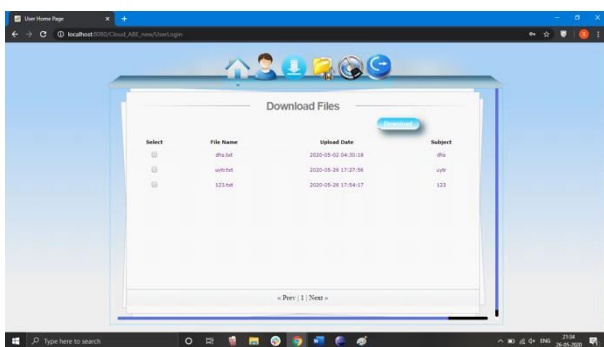 User Home Page
localhost:8080/Cloud_ABE_new/UserLogin
Download Files
Download
Select File Name Upload Date Subject
dhs.txt 2020-05-02 04:30:18 dhs
uytr.txt 2020-05-26 17:27:56 uytr
123.txt 2020-05-26 17:54:17 123
« Prev | 1 | Next »
Type here to search
ENG
21:04
26-05-2020